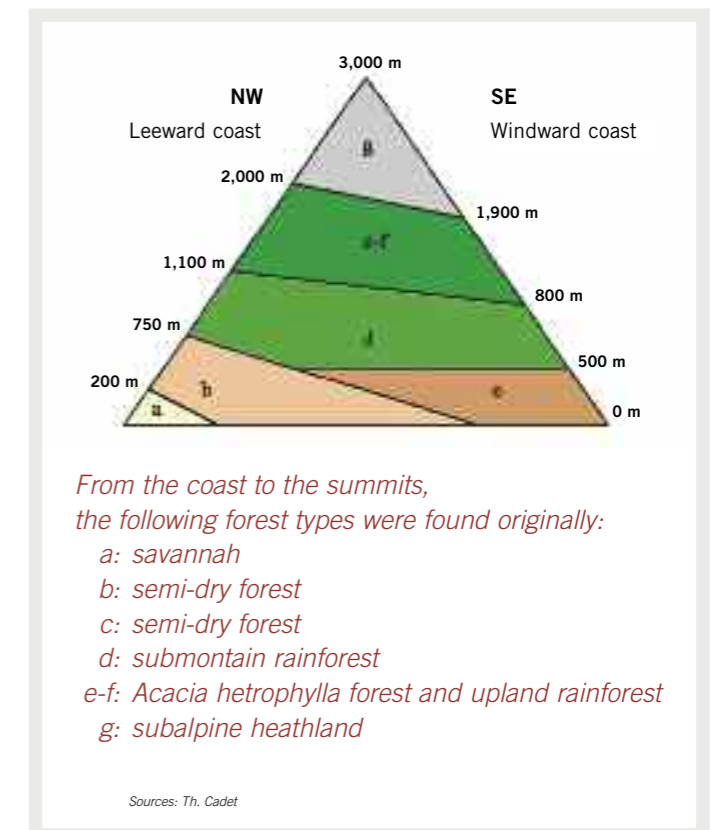 3,000 m
NW
SE
Leeward coast
Windward coast
2,000 m
1,900 m
1,100 m
800 m
750 m
500 m
200 m
0 m
d
b
a
From the coast to the summits,
the following forest types were found originally:
a: savannah
b: semi-dry forest
c: semi-dry forest
d: submontain rainforest
e-f: Acacia hetrophylla forest and upland rainforest
g: subalpine heathland
Sources: Th. Cadet